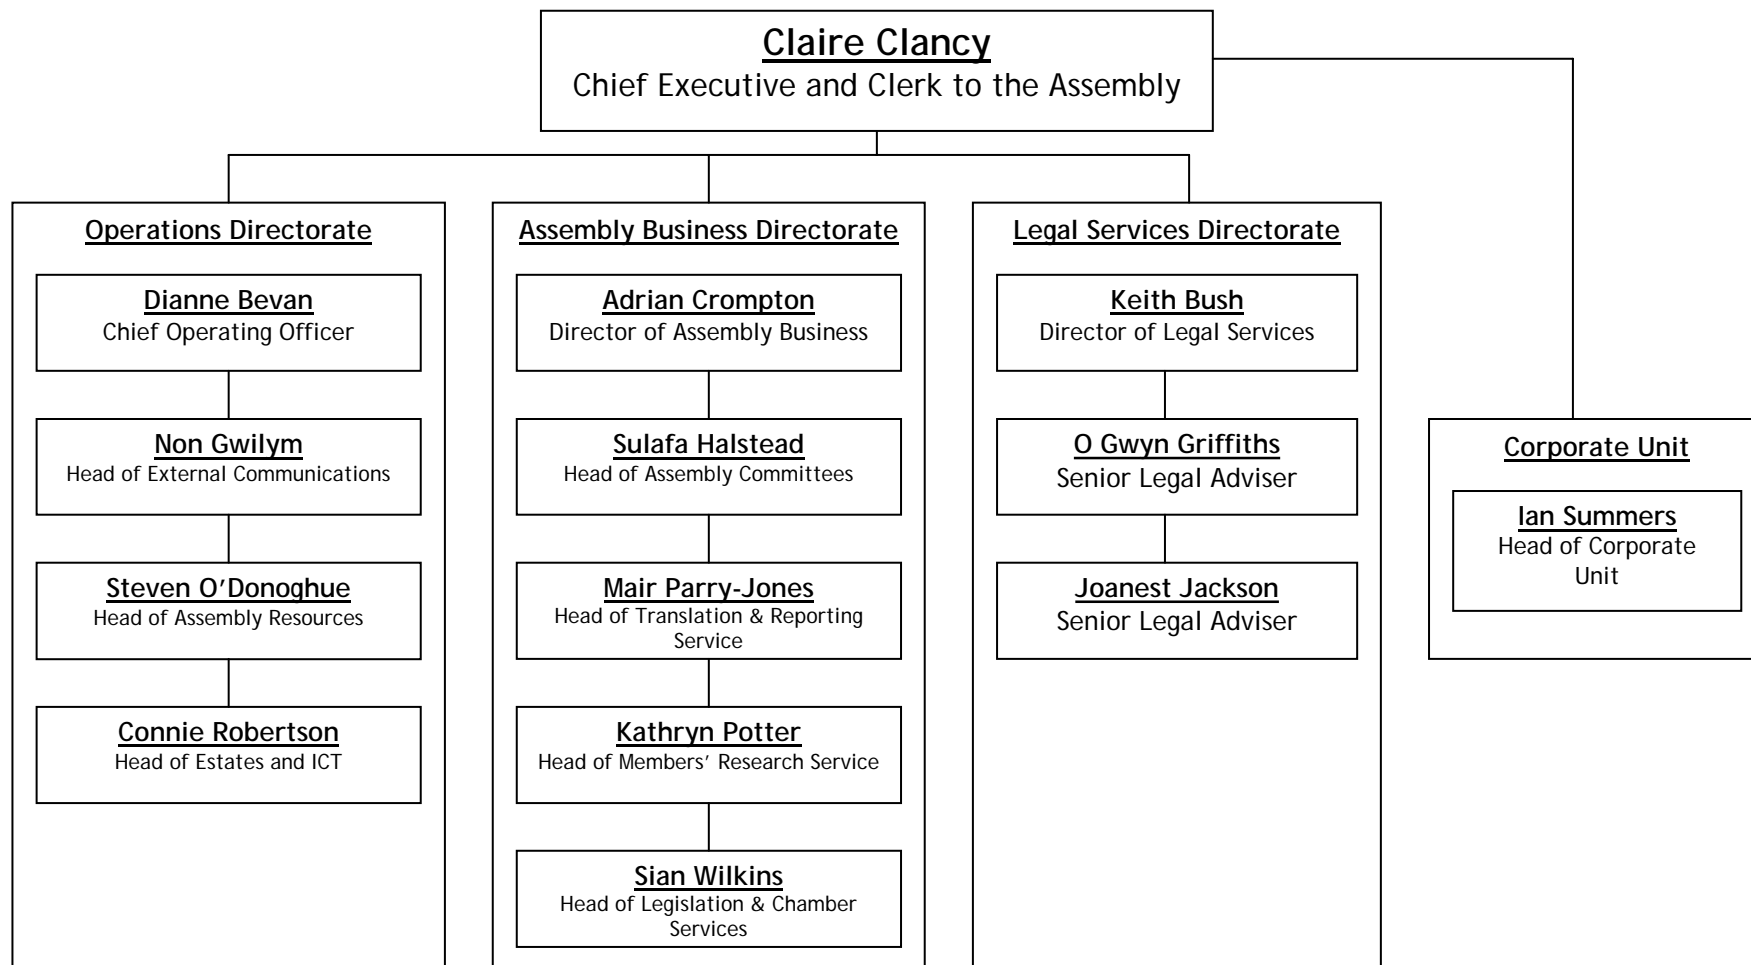 Claire Clancy
Chief Executive and Clerk to the Assembly
Operations Directorate
Dianne Bevan
Chief Operating Officer
Non Gwilym
Head of External Communications
Steven O’Donoghue
Head of Assembly Resources
Connie Robertson
Head of Estates and ICT
Assembly Business Directorate
Adrian Crompton
Director of Assembly Business
Sulafa Halstead
Head of Assembly Committees
Mair Parry-Jones
Head of Translation & Reporting
Service
Kathryn Potter
Head of Members’ Research Service
Sian Wilkins
Head of Legislation & Chamber
Services
Legal Services Directorate
Keith Bush
Director of Legal Services
O Gwyn Griffiths
Senior Legal Adviser
Joanest Jackson
Senior Legal Adviser
Corporate Unit
Ian Summers
Head of Corporate
Unit